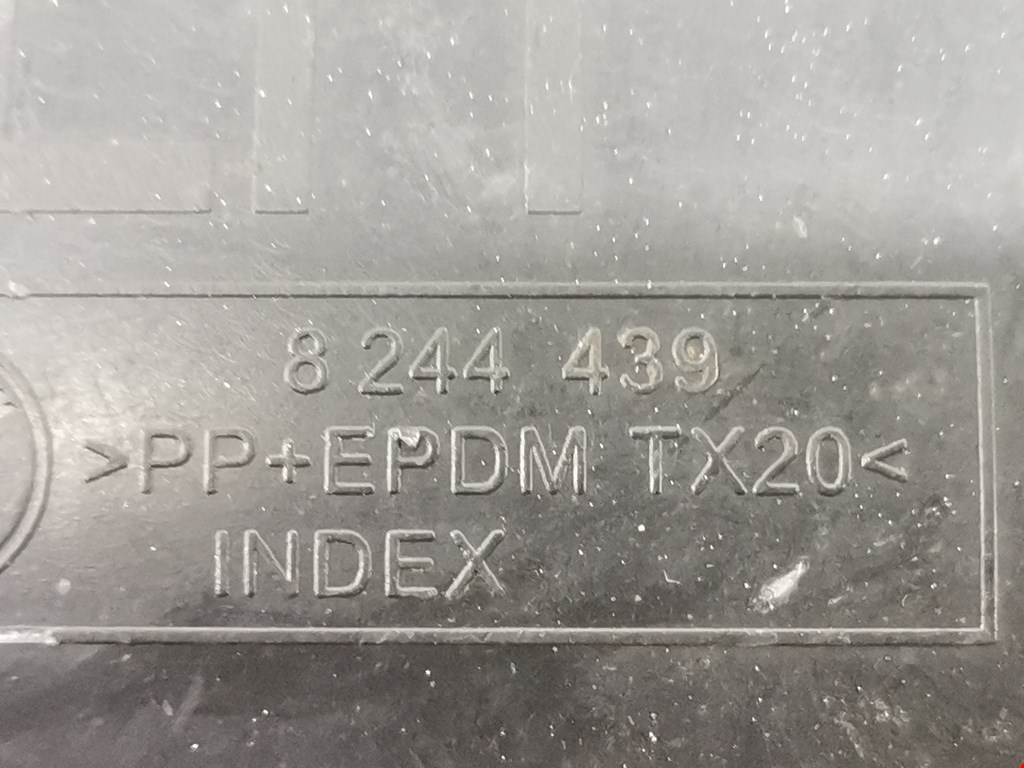 8 244 439
>PP+EPDM TX20<
INDEX